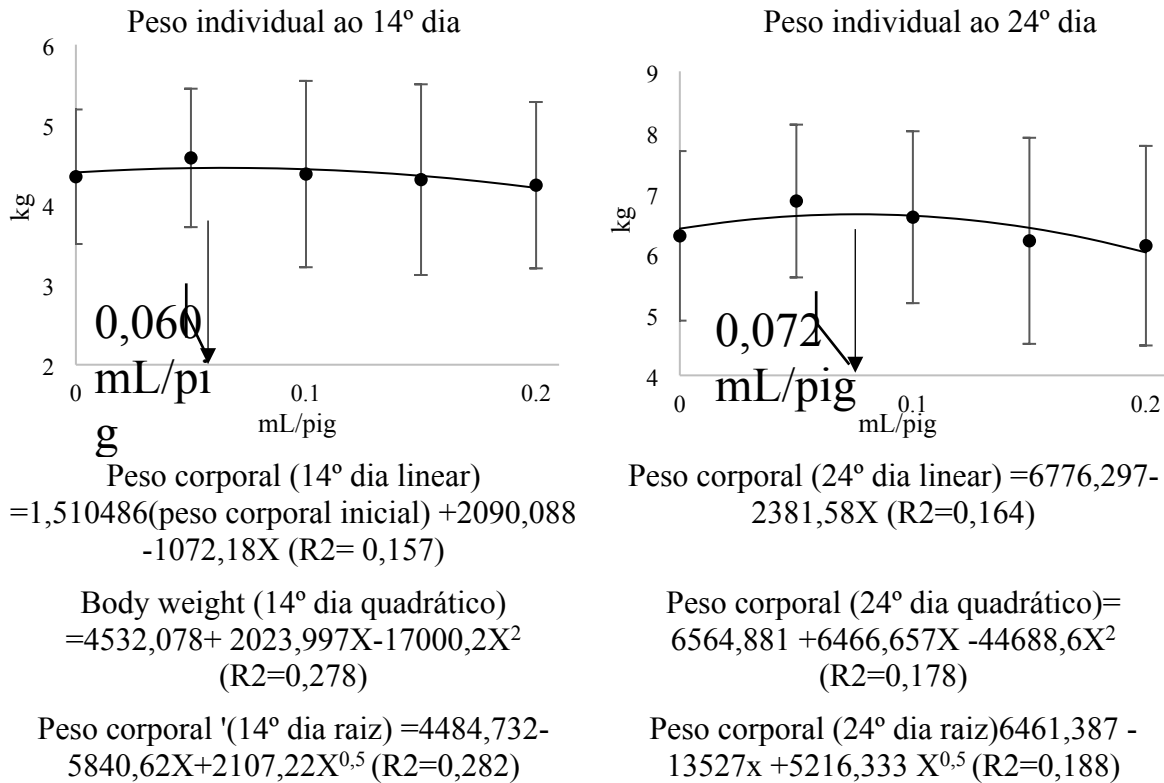 Peso individual ao 14º dia
6
5
4
3
2
kg
0,060
mL/pi
g
0
0.1
0.2
mL/pig
Peso corporal (14º dia linear)
=1,510486(peso corporal inicial) +2090,088
-1072,18X (R2= 0,157)
Body weight (14º dia quadrático)
=4532,078+ 2023,997X-17000,2X²
(R2=0,278)
Peso corporal '(14º dia raiz) =4484,732-
5840,62X+2107,22X⁰,⁵ (R2=0,282)
Peso individual ao 24º dia
9
8
7
6
5
4
kg
0,072
mL/pig
0
0.1
0.2
mL/pig
Peso corporal (24º dia linear) =6776,297-
2381,58X (R2=0,164)
Peso corporal (24º dia quadrático)=
6564,881 +6466,657X -44688,6X²
(R2=0,178)
Peso corporal (24º dia raiz)6461,387 -
13527x +5216,333 X⁰,⁵ (R2=0,188)